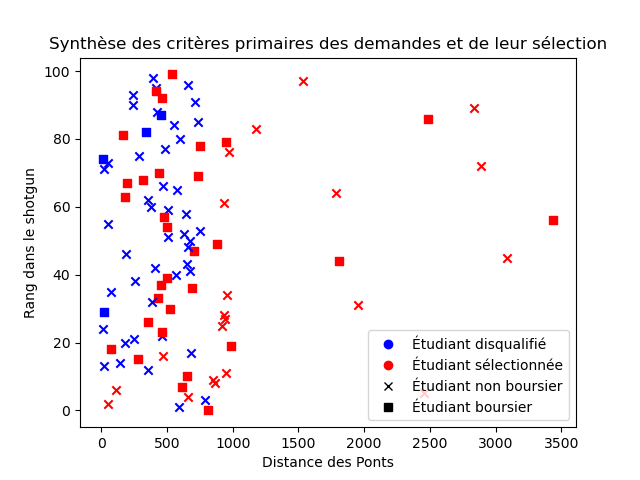 Synthèse des critères primaires des demandes et de leur sélection
100
80
60
40
20
0
Rang dans le shotgun
Étudiant disqualifié
Étudiant sélectionnée
Étudiant non boursier
Étudiant boursier
0 500 1000 1500 2000 2500 3000 3500
Distance des Ponts